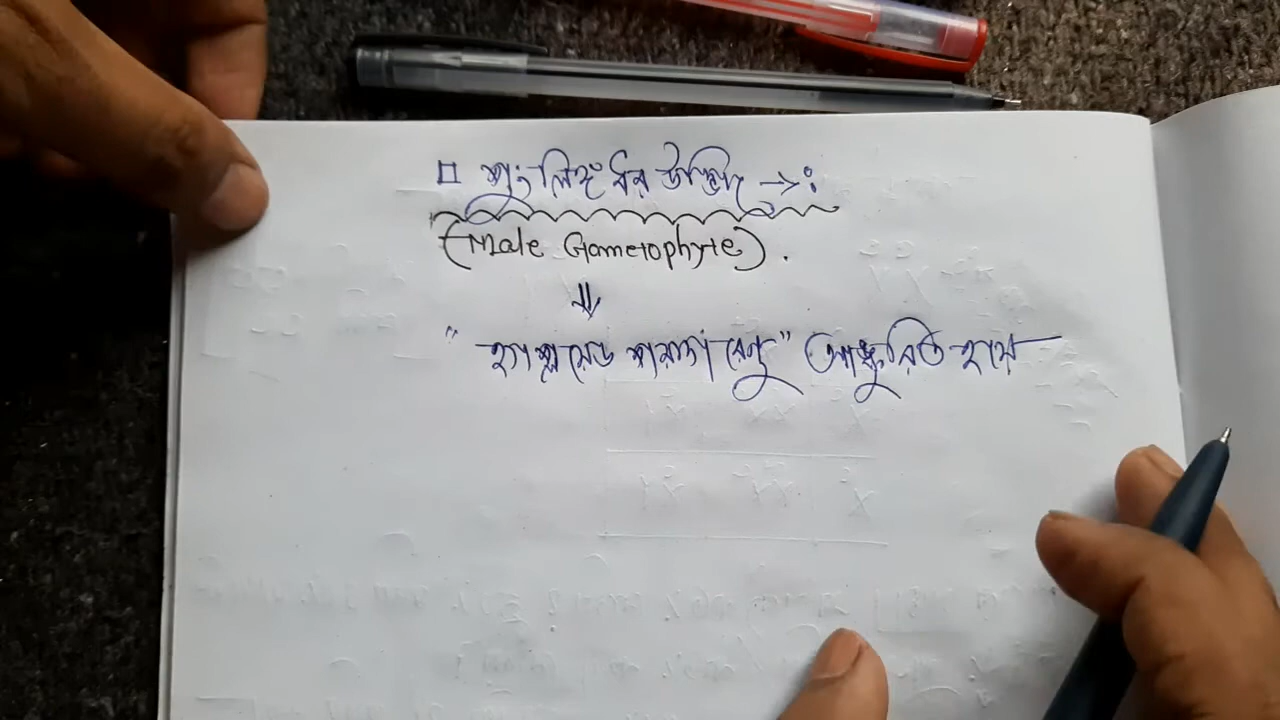 □ পুংলিঙ্গধর উদ্ভিদ →:
(Male Gametophyte).
⇓
"হ্যাপ্লয়েড পরাগরেণু" অঙ্কুরিত হয়ে